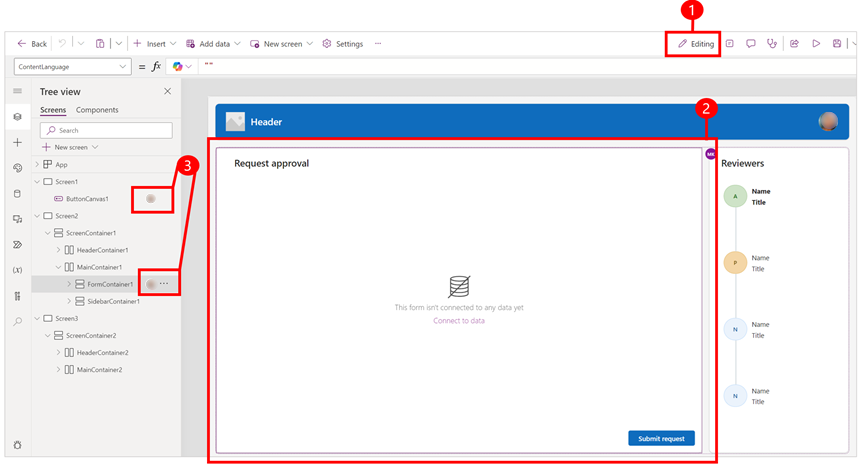 1
Back
Insert
Add data
New screen
Settings
Editing
ContentLanguage
= fx
""
Tree view
Screens
Components
Search
New screen
App
Screen1
ButtonCanvas1
Screen2
ScreenContainer1
HeaderContainer1
MainContainer1
FormContainer1
SidebarContainer1
Screen3
ScreenContainer2
HeaderContainer2
MainContainer2
3
Header
2
MK
Request approval
This form isn't connected to any data yet
Connect to data
Submit request
Reviewers
A
Name
Title
P
Name
Title
N
Name
Title
N
Name
Title